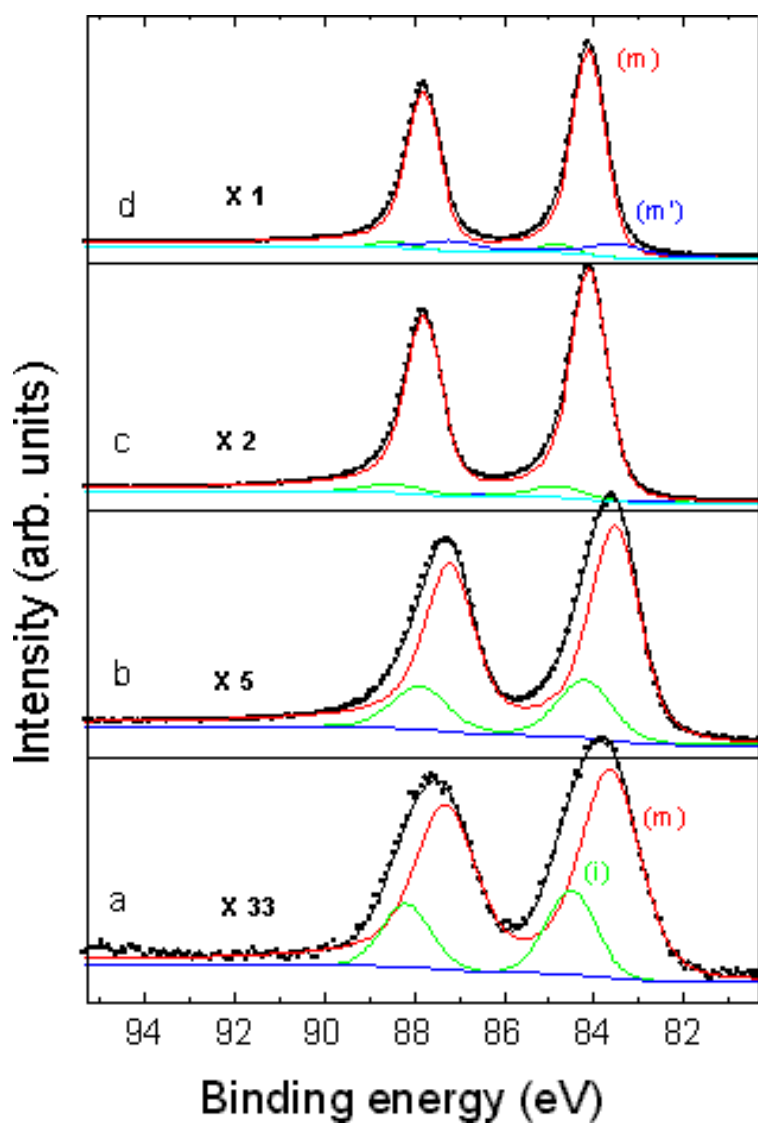 (m)
d X 1 (m')
c X 2
b X 5
a X 33 (i) (m)
Intensity (arb. units)
94 92 90 88 86 84 82
Binding energy (eV)